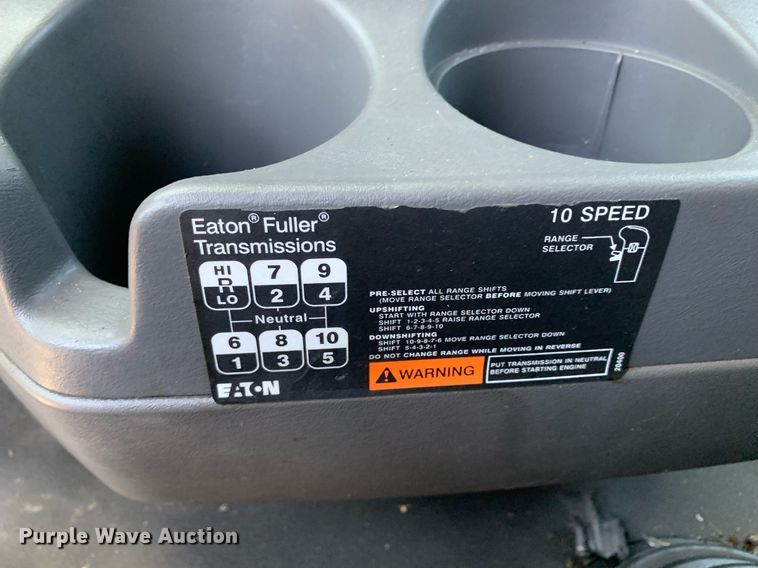 Eaton® Fuller®
Transmissions
10 SPEED
RANGE
SELECTOR
HI R LO
7 2
9 4
Neutral
6 1
8 3
10 5
EATON
PRE-SELECT ALL RANGE SHIFTS
(MOVE RANGE SELECTOR BEFORE MOVING SHIFT LEVER)
UPSHIFTING
START WITH RANGE SELECTOR DOWN
SHIFT 1-2-3-4-5 RAISE RANGE SELECTOR
SHIFT 6-7-8-9-10
DOWNSHIFTING
SHIFT 10-9-8-7-6 MOVE RANGE SELECTOR DOWN
SHIFT 5-4-3-2-1
DO NOT CHANGE RANGE WHILE MOVING IN REVERSE
WARNING
PUT TRANSMISSION IN NEUTRAL
BEFORE STARTING ENGINE
20400
Purple Wave Auction®